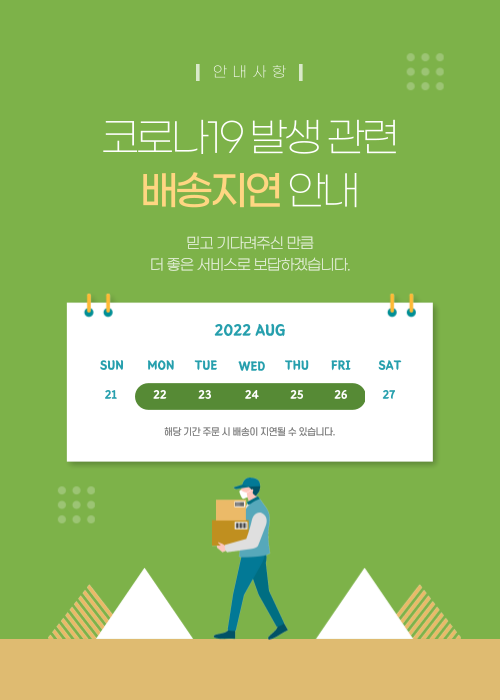 안내사항
코로나19 발생 관련
배송지연 안내
믿고 기다려주신 만큼
더 좋은 서비스로 보답하겠습니다.
2022 AUG
SUN MON TUE WED THU FRI SAT
21 22 23 24 25 26 27
해당 기간 주문 시 배송이 지연될 수 있습니다.